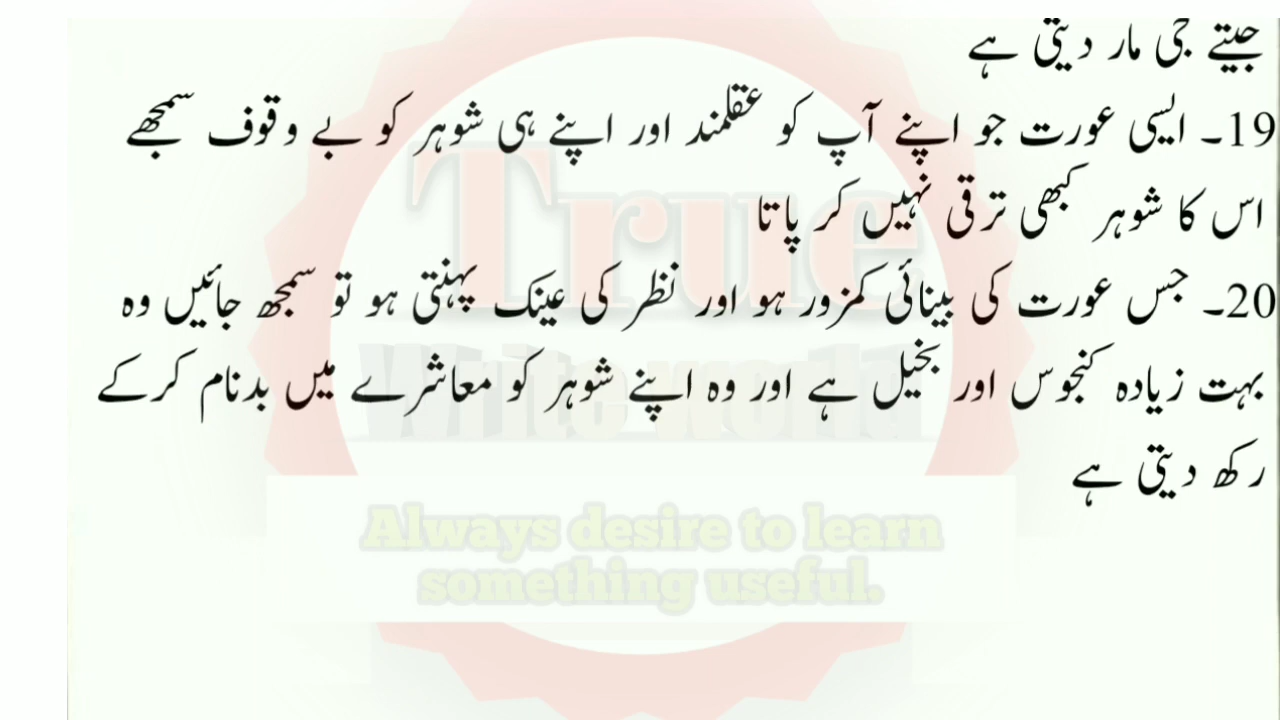 جیتے جی مار دیتی ہے
19۔ ایسی عورت جو اپنے آپ کو عقلمند اور اپنے ہی شوہر کو بے وقوف سمجھے
اس کا شوہر کبھی ترقی نہیں کر پاتا
20۔ جس عورت کی بینائی کمزور ہو اور نظر کی عینک پہنتی ہو تو سمجھ جائیں وہ
بہت زیادہ کنجوس اور بخیل ہے اور وہ اپنے شوہر کو معاشرے میں بدنام کرکے
رکھ دیتی ہے
True
Write world
Always desire to learn
something useful.